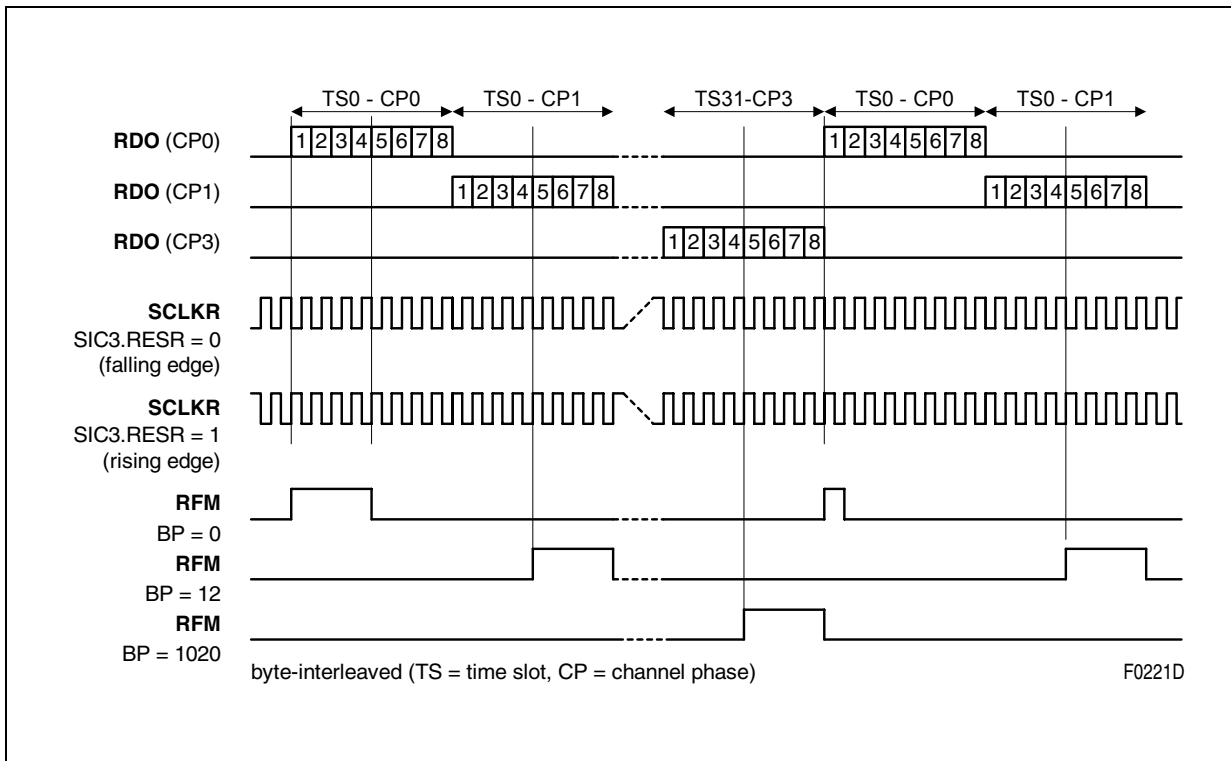 TS0 - CP0 TS0 - CP1 TS31-CP3 TS0 - CP0 TS0 - CP1
RDO (CP0) 1 2 3 4 5 6 7 8 1 2 3 4 5 6 7 8
RDO (CP1) 1 2 3 4 5 6 7 8 1 2 3 4 5 6 7 8
RDO (CP3) 1 2 3 4 5 6 7 8
SCLKR
SIC3.RESR = 0
(falling edge)
SCLKR
SIC3.RESR = 1
(rising edge)
RFM
BP = 0
RFM
BP = 12
RFM
BP = 1020
byte-interleaved (TS = time slot, CP = channel phase) F0221D